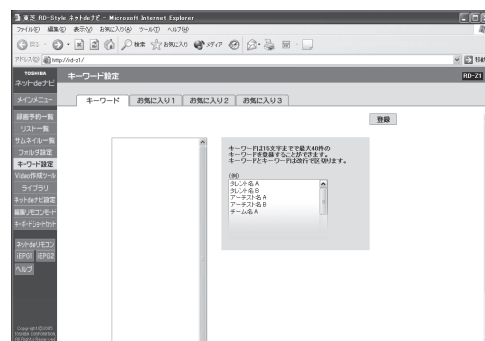 東芝 RD-Style ネットdeナビ - Microsoft Internet Explorer
ファイル(F) 編集(E) 表示(V) お気に入り(A) ツール(T) ヘルプ(H)
戻る 検索 お気に入り メディア
アドレス(D) http://rd-z1/ 移動
TOSHIBA
ネットdeナビ
キーワード設定
RD-Z1
メインメニュー
キーワード お気に入り1 お気に入り2 お気に入り3
登録
録画予約一覧
リスト一覧
サムネイル一覧
フォルダ設定
キーワード設定
Video作成ツール
ライブラリ
ネットdeナビ設定
編集リモコンモード
キーボードショートカット
ネットdeリモコン
iEPG1 iEPG2
ヘルプ
キーワードは15文字までで最大40件の
キーワードを登録することができます。
キーワードとキーワードは改行で区切ります。
(例)
タレント名A
タレント名B
アーチスト名A
アーチスト名B
チーム名A
Copyright©2005
TOSHIBA CORPORATION,
All Rights Reserved